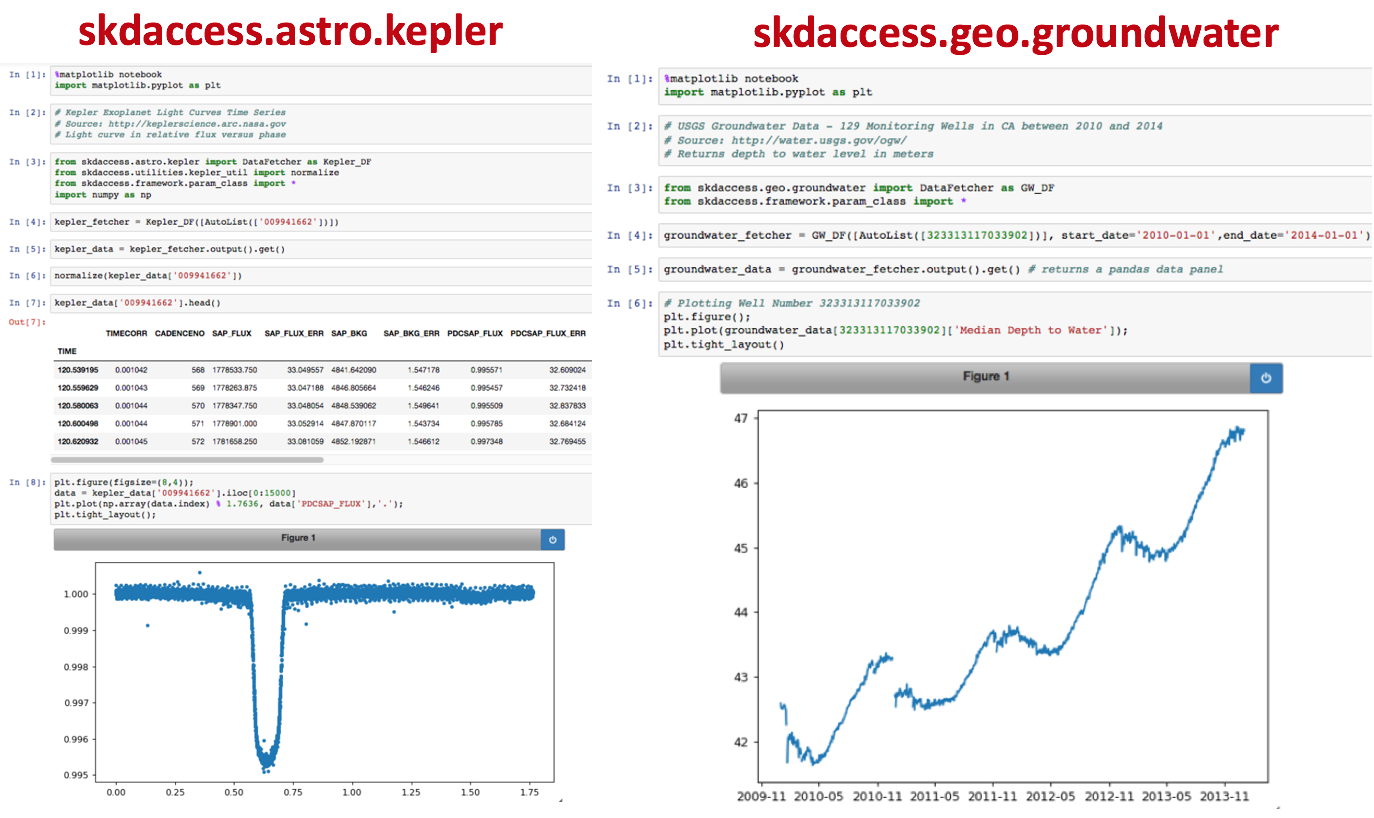 skdaccess.astro.kepler
In [1]: %matplotlib notebook
import matplotlib.pyplot as plt
In [2]: # Kepler Exoplanet Light Curves Time Series
# Source: http://keplerscience.arc.nasa.gov
# Light curve in relative flux versus phase
In [3]: from skdaccess.astro.kepler import DataFetcher as Kepler_DF
from skdaccess.utilities.kepler_util import normalize
from skdaccess.framework.param_class import *
import numpy as np
In [4]: kepler_fetcher = Kepler_DF([AutoList(['009941662'])])
In [5]: kepler_data = kepler_fetcher.output().get()
In [6]: normalize(kepler_data['009941662'])
In [7]: kepler_data['009941662'].head()
Out[7]:
TIMECORR CADENCENO SAP_FLUX SAP_FLUX_ERR SAP_BKG SAP_BKG_ERR PDCSAP_FLUX PDCSAP_FLUX_ERR
TIME
120.539195 0.001042 568 1778533.750 33.049557 4841.642090 1.547178 0.995571 32.609024
120.559629 0.001043 569 1778263.875 33.047188 4846.805664 1.546246 0.995457 32.732418
120.580063 0.001044 570 1778347.750 33.048054 4848.539062 1.549641 0.995509 32.837833
120.600498 0.001044 571 1778901.000 33.052914 4847.870117 1.543734 0.995785 32.684124
120.620932 0.001045 572 1781658.250 33.081059 4852.192871 1.546612 0.997348 32.769455
In [8]: plt.figure(figsize=(8,4));
data = kepler_data['009941662'].iloc[0:15000]
plt.plot(np.array(data.index) % 1.7636, data['PDCSAP_FLUX'],'.');
plt.tight_layout();
Figure 1
1.000
0.999
0.998
0.997
0.996
0.995
0.00 0.25 0.50 0.75 1.00 1.25 1.50 1.75
skdaccess.geo.groundwater
In [1]: %matplotlib notebook
import matplotlib.pyplot as plt
In [2]: # USGS Groundwater Data - 129 Monitoring Wells in CA between 2010 and 2014
# Source: http://water.usgs.gov/ogw/
# Returns depth to water level in meters
In [3]: from skdaccess.geo.groundwater import DataFetcher as GW_DF
from skdaccess.framework.param_class import *
In [4]: groundwater_fetcher = GW_DF([AutoList([323313117033902])], start_date='2010-01-01',end_date='2014-01-01')
In [5]: groundwater_data = groundwater_fetcher.output().get() # returns a pandas data panel
In [6]: # Plotting Well Number 323313117033902
plt.figure();
plt.plot(groundwater_data[323313117033902]['Median Depth to Water']);
plt.tight_layout()
Figure 1
47
46
45
44
43
42
2009-11 2010-05 2010-11 2011-05 2011-11 2012-05 2012-11 2013-05 2013-11